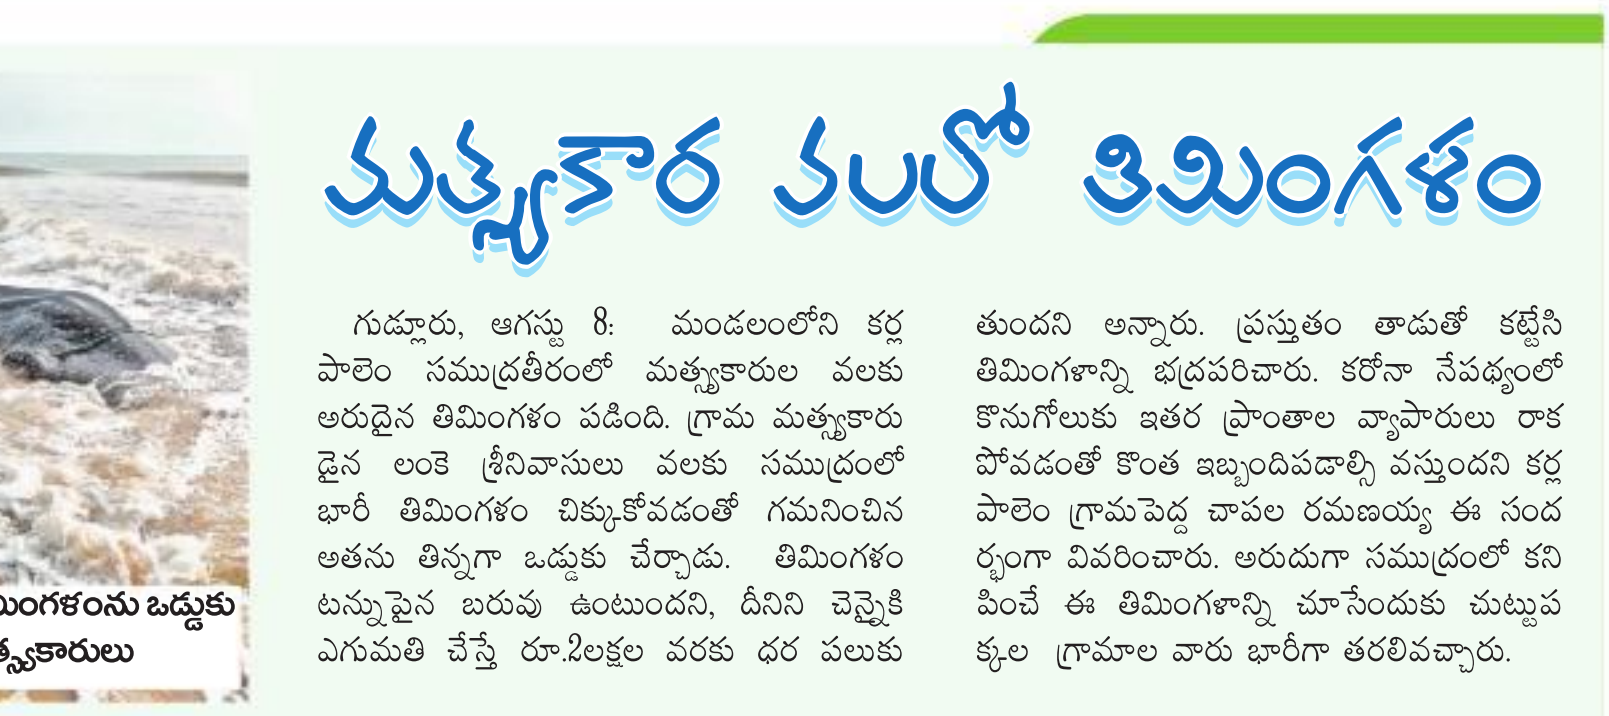 మత్స్యకార వలలో తిమింగళం
గుడ్లూరు, ఆగస్టు 8: మండలంలోని కర్ల
పాలెం సముద్రతీరంలో మత్స్యకారుల వలకు
అరుదైన తిమింగళం పడింది. గ్రామ మత్స్యకారు
డైన లంకె శ్రీనివాసులు వలకు సముద్రంలో
భారీ తిమింగళం చిక్కుకోవడంతో గమనించిన
అతను తిన్నగా ఒడ్డుకు చేర్చాడు. తిమింగళం
టన్నుపైన బరువు ఉంటుందని, దీనిని చెన్నైకి
ఎగుమతి చేస్తే రూ.2లక్షల వరకు ధర పలుకు
తుందని అన్నారు. ప్రస్తుతం తాడుతో కట్టేసి
తిమింగళాన్ని భద్రపరిచారు. కరోనా నేపథ్యంలో
కొనుగోలుకు ఇతర ప్రాంతాల వ్యాపారులు రాక
పోవడంతో కొంత ఇబ్బందిపడాల్సి వస్తుందని కర్ల
పాలెం గ్రామపెద్ద చాపల రమణయ్య ఈ సంద
ర్భంగా వివరించారు. అరుదుగా సముద్రంలో కని
పించే ఈ తిమింగళాన్ని చూసేందుకు చుట్టుప
క్కల గ్రామాల వారు భారీగా తరలివచ్చారు.
మింగళంను ఒడ్డుకు
త్స్యకారులు